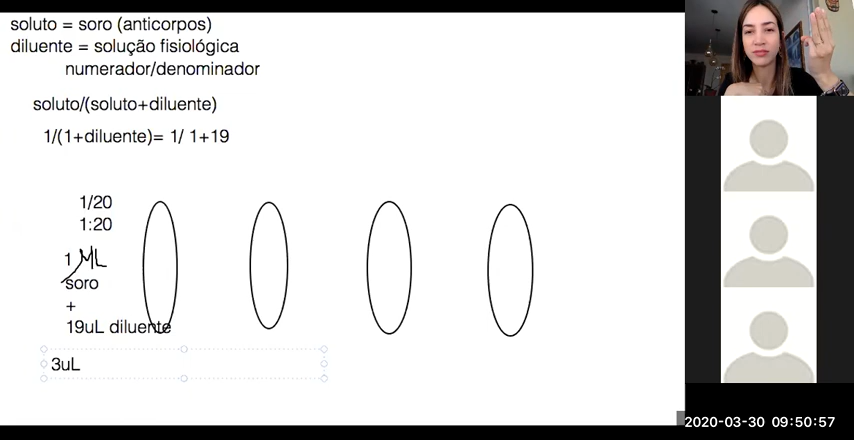 soluto = soro (anticorpos)
diluente = solução fisiológica
numerador/denominador
soluto/(soluto+diluente)
1/(1+diluente)= 1/ 1+19
1/20
1:20
1 ML
soro
+
19uL diluente
3uL
2020-03-30 09:50:57